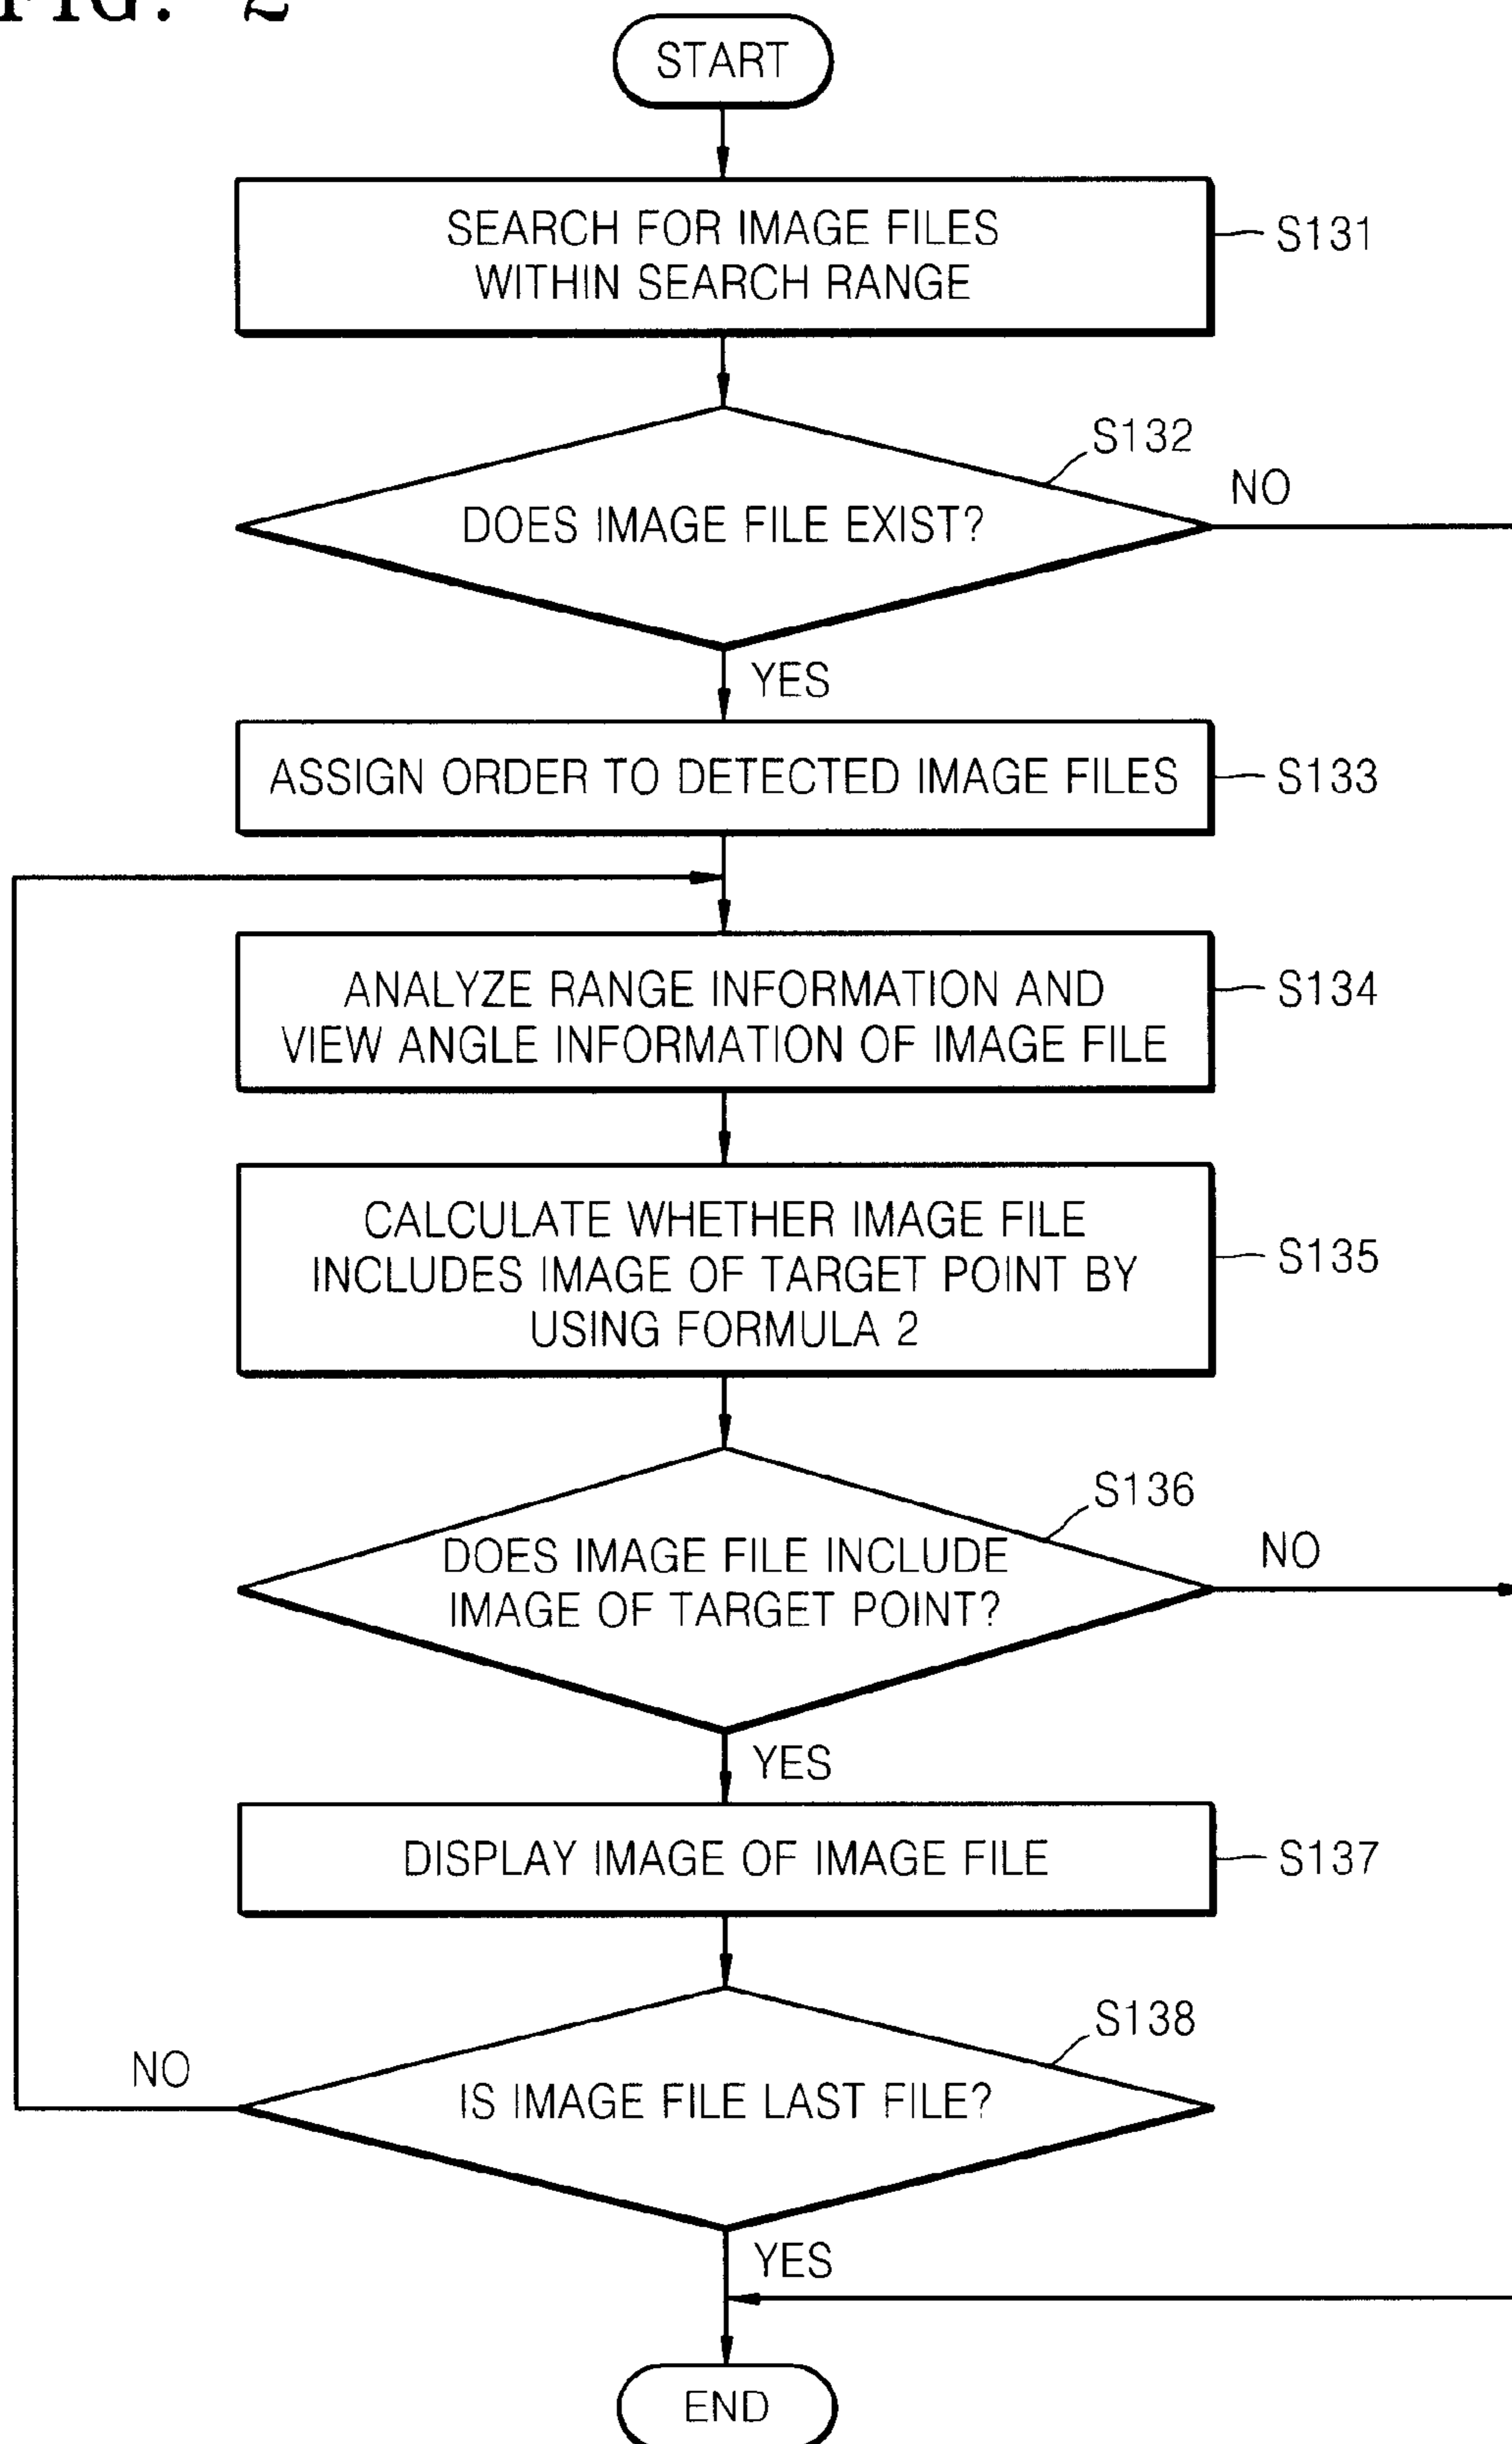 FIG. 2
START
SEARCH FOR IMAGE FILES
WITHIN SEARCH RANGE
S131
S132
DOES IMAGE FILE EXIST?
NO
YES
ASSIGN ORDER TO DETECTED IMAGE FILES
S133
ANALYZE RANGE INFORMATION AND
VIEW ANGLE INFORMATION OF IMAGE FILE
S134
CALCULATE WHETHER IMAGE FILE
INCLUDES IMAGE OF TARGET POINT BY
USING FORMULA 2
S135
S136
DOES IMAGE FILE INCLUDE
IMAGE OF TARGET POINT?
NO
YES
DISPLAY IMAGE OF IMAGE FILE
S137
S138
NO
IS IMAGE FILE LAST FILE?
YES
END